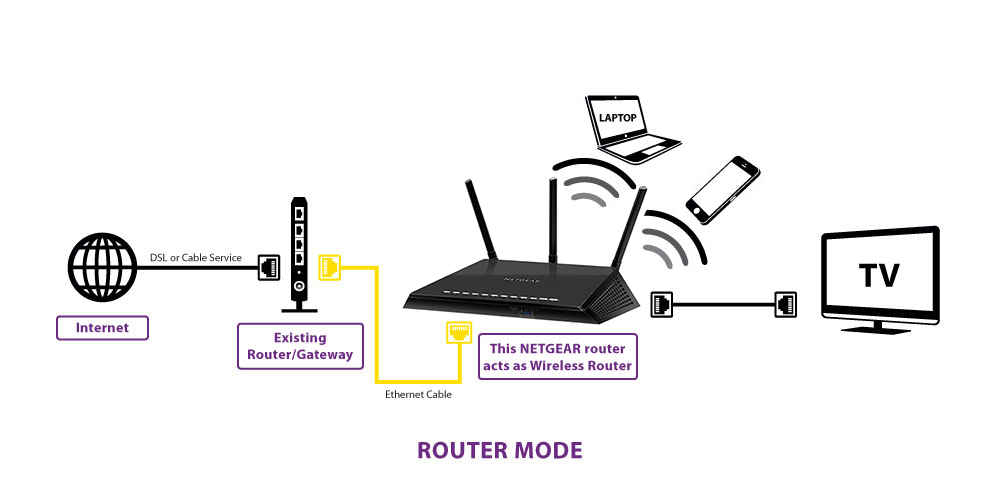 LAPTOP
NETGEAR
DSL or Cable Service
TV
Internet
Existing
Router/Gateway
This NETGEAR router
acts as Wireless Router
Ethernet Cable
ROUTER MODE